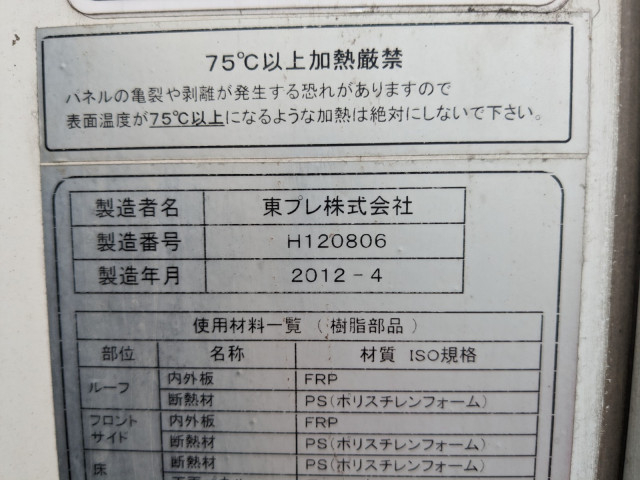 75℃以上加熱厳禁
パネルの亀裂や剥離が発生する恐れがありますので
表面温度が75℃以上になるような加熱は絶対にしないで下さい。
製造者名 東プレ株式会社
製造番号 H120806
製造年月 2012-4
使用材料一覧 (樹脂部品)
部位 名称 材質 ISO規格
ルーフ 内外板 FRP
断熱材 PS(ポリスチレンフォーム)
フロント サイド 内外板 FRP
断熱材 PS(ポリスチレンフォーム)
床 断熱材 PS(ポリスチレンフォーム)